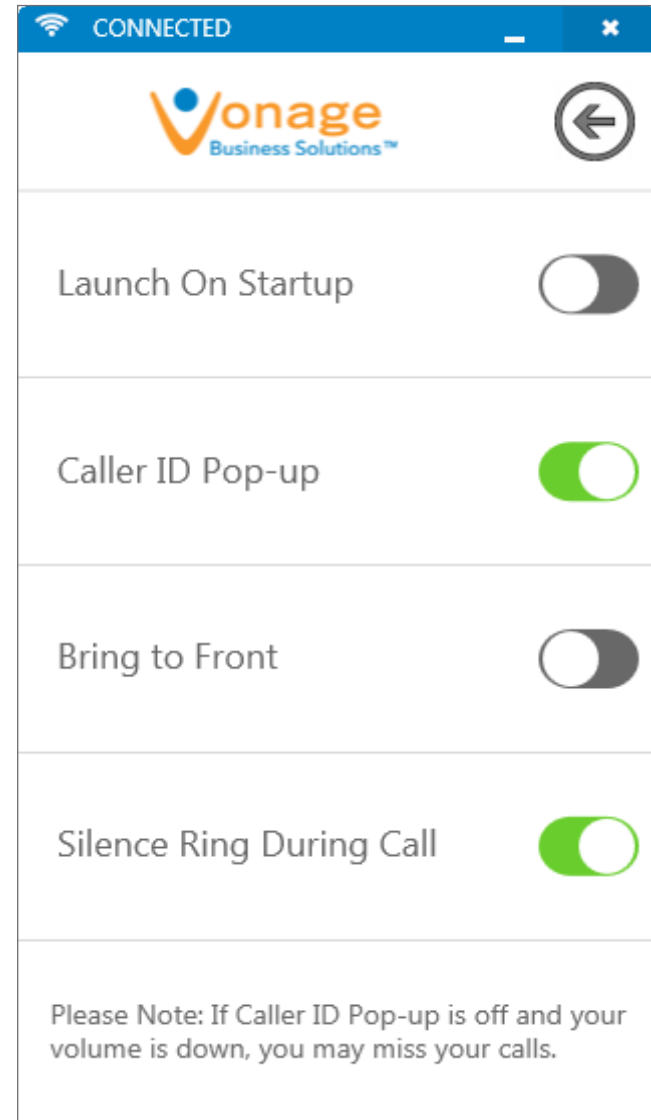 CONNECTED
Vonage
Business Solutions™
Launch On Startup
Caller ID Pop-up
Bring to Front
Silence Ring During Call
Please Note: If Caller ID Pop-up is off and your
volume is down, you may miss your calls.